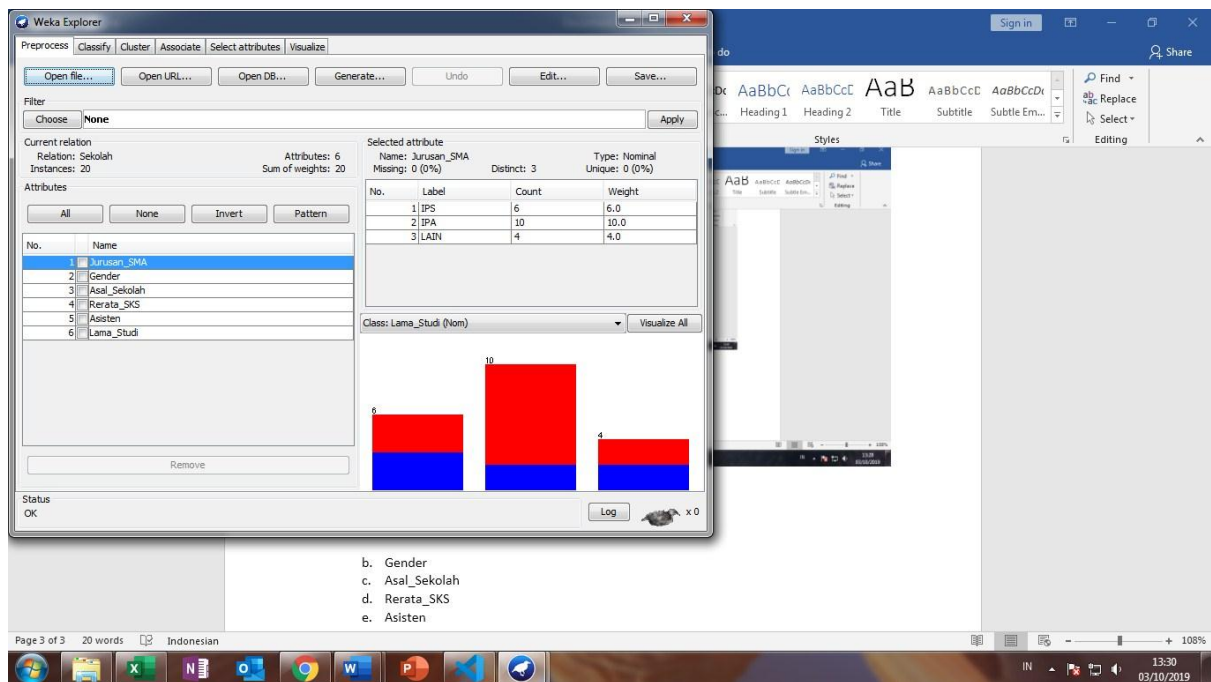 Weka Explorer
Preprocess Classify Cluster Associate Select attributes Visualize
Open file... Open URL... Open DB... Generate... Undo Edit... Save...
Filter
Choose None Apply
Current relation
Relation: Sekolah Attributes: 6
Instances: 20 Sum of weights: 20
Attributes
All None Invert Pattern
No. Name
1 Jurusan_SMA
2 Gender
3 Asal_Sekolah
4 Rerata_SKS
5 Asisten
6 Lama_Studi
Remove
Status
OK
Log x 0
Selected attribute
Name: Jurusan_SMA Type: Nominal
Missing: 0 (0%) Distinct: 3 Unique: 0 (0%)
No. Label Count Weight
1 IPS 6 6.0
2 IPA 10 10.0
3 LAIN 4 4.0
Class: Lama_Studi (Nom) Visualize All
6
10
4
Sign in
do
Share
AaBbC( AaBbCcE AaB AaBbCcD AaBbCcDc
Heading 1 Heading 2 Title Subtitle Subtle Em...
Styles
Find
Replace
Select
Editing
b. Gender
c. Asal_Sekolah
d. Rerata_SKS
e. Asisten
Page 3 of 3 20 words Indonesian 108%
IN 13:30
03/10/2019